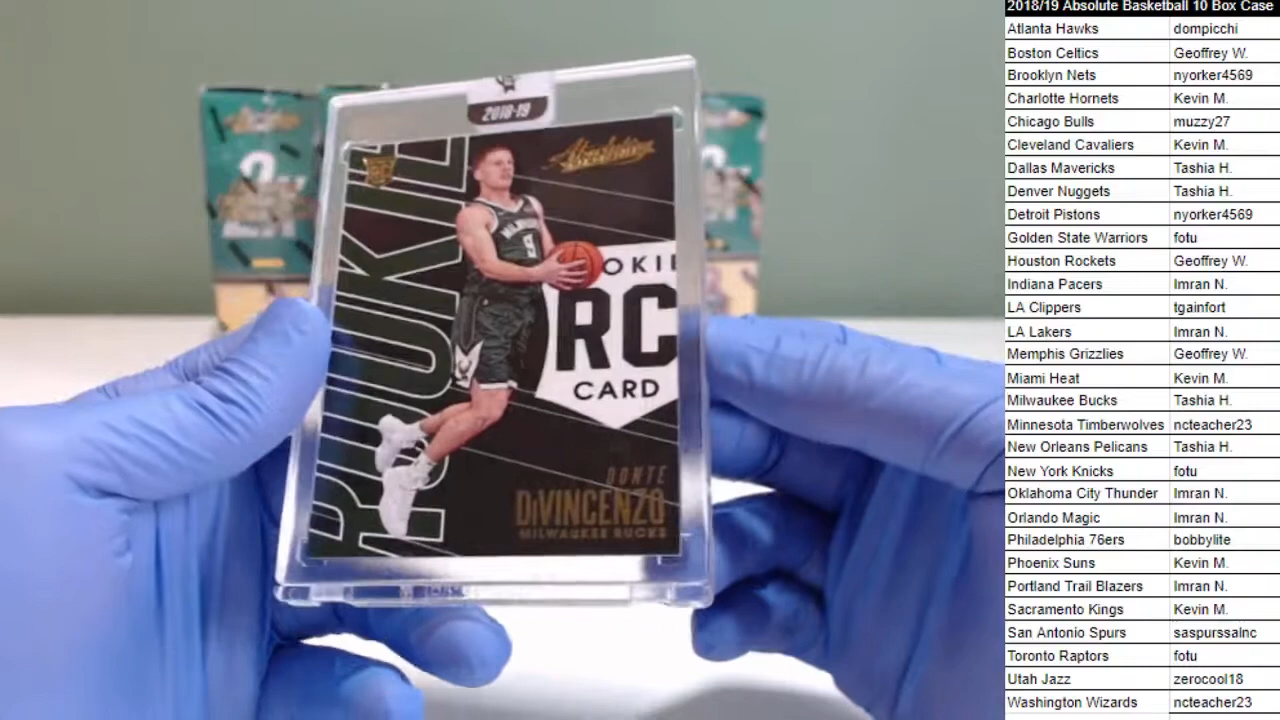 2018-19
Absolute
RC
ROOKIE
MILWAUKEE
9
OOKIE
RC
CARD
DONTE
DiVINCENZO
MILWAUKEE BUCKS
2018/19 Absolute Basketball 10 Box Case
Atlanta Hawks dompicchi
Boston Celtics Geoffrey W.
Brooklyn Nets nyorker4569
Charlotte Hornets Kevin M.
Chicago Bulls muzzy27
Cleveland Cavaliers Kevin M.
Dallas Mavericks Tashia H.
Denver Nuggets Tashia H.
Detroit Pistons nyorker4569
Golden State Warriors fotu
Houston Rockets Geoffrey W.
Indiana Pacers Imran N.
LA Clippers tgainfort
LA Lakers Imran N.
Memphis Grizzlies Geoffrey W.
Miami Heat Kevin M.
Milwaukee Bucks Tashia H.
Minnesota Timberwolves ncteacher23
New Orleans Pelicans Tashia H.
New York Knicks fotu
Oklahoma City Thunder Imran N.
Orlando Magic Imran N.
Philadelphia 76ers bobbylite
Phoenix Suns Kevin M.
Portland Trail Blazers Imran N.
Sacramento Kings Kevin M.
San Antonio Spurs saspurssalnc
Toronto Raptors fotu
Utah Jazz zerocool18
Washington Wizards ncteacher23